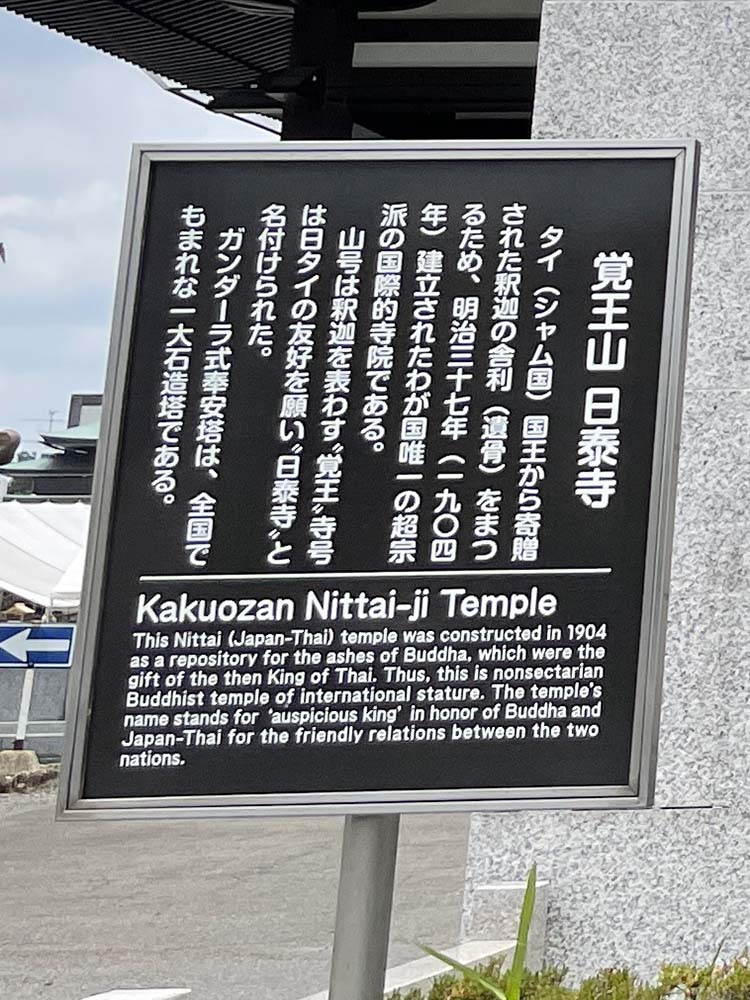 覚王山 日泰寺
タイ（シャム国）国王から寄贈
された釈迦の舎利（遺骨）をまつ
るため、明治三十七年（一九〇四
年）建立されたわが国唯一の超宗
派の国際的寺院である。
山号は釈迦を表わす〝覚王〟寺号
は日タイの友好を願い〝日泰寺〟と
名付けられた。
ガンダーラ式奉安塔は、全国で
もまれな一大石造塔である。
Kakuozan Nittai-ji Temple
This Nittai (Japan-Thai) temple was constructed in 1904
as a repository for the ashes of Buddha, which were the
gift of the then King of Thai. Thus, this is nonsectarian
Buddhist temple of international stature. The temple's
name stands for 'auspicious king' in honor of Buddha and
Japan-Thai for the friendly relations between the two
nations.